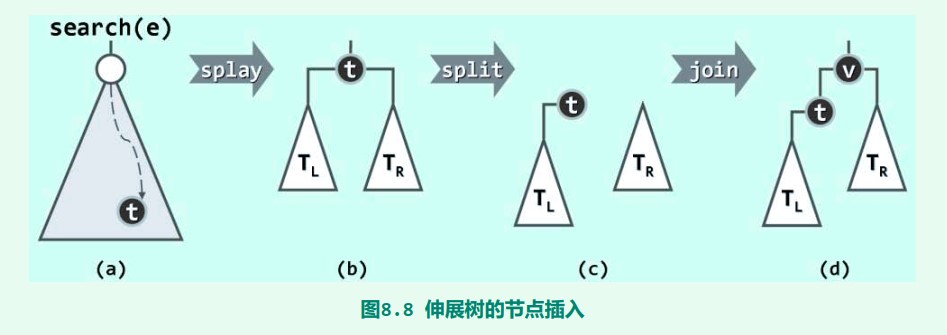 search(e)
splay
split
join
t
t
t
v
t
T_L
T_R
T_L
T_R
T_L
T_R
(a)
(b)
(c)
(d)
图8.8 伸展树的节点插入